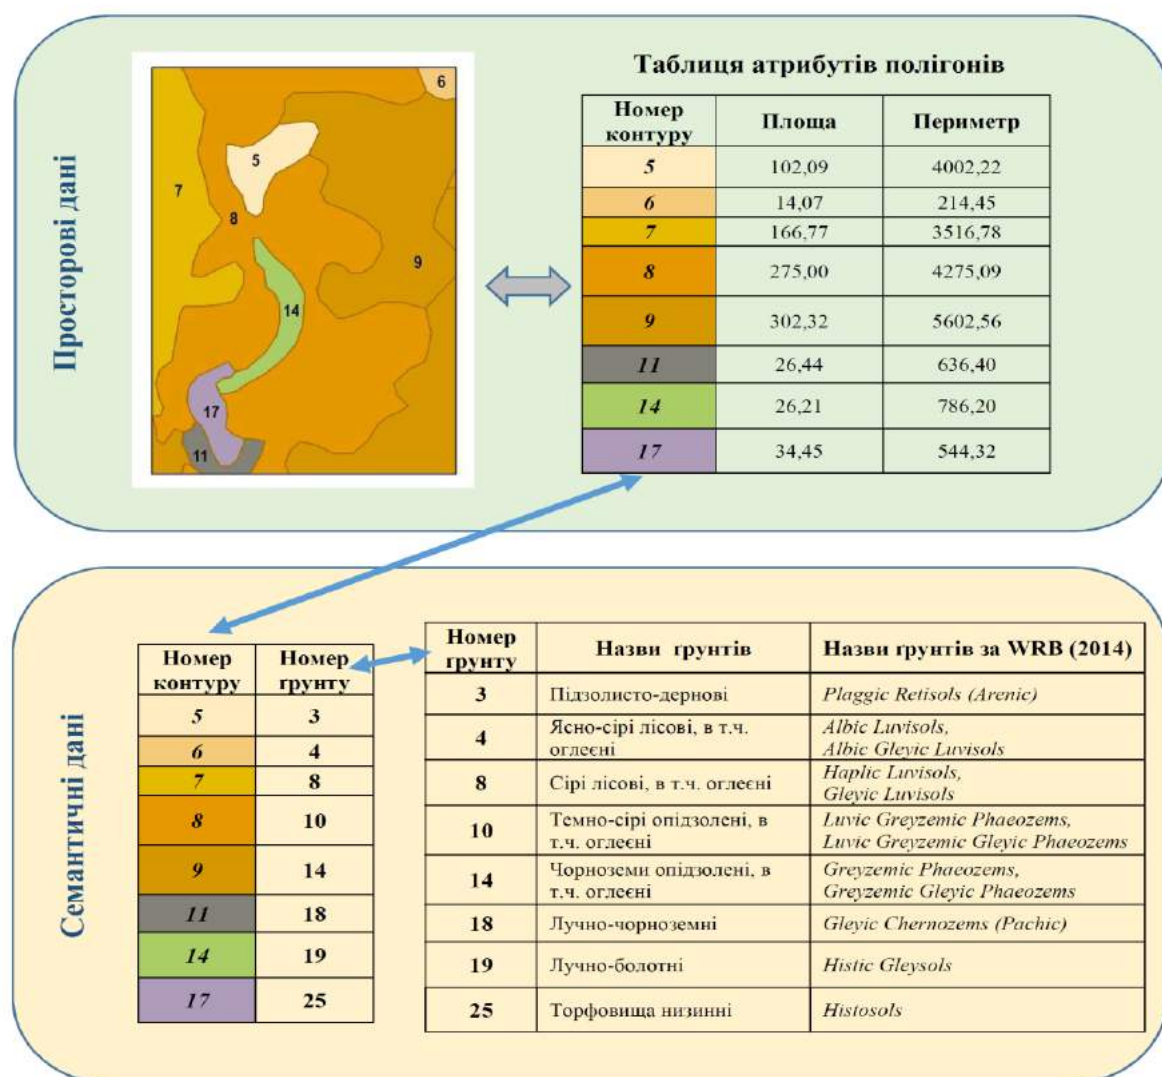 Просторові дані
6
5
7
8
9
14
17
11
Таблиця атрибутів полігонів
Номер контуру Площа Периметр
5 102,09 4002,22
6 14,07 214,45
7 166,77 3516,78
8 275,00 4275,09
9 302,32 5602,56
11 26,44 636,40
14 26,21 786,20
17 34,45 544,32
Семантичні дані
Номер контуру Номер ґрунту
5 3
6 4
7 8
8 10
9 14
11 18
14 19
17 25
Номер ґрунту Назви ґрунтів Назви ґрунтів за WRB (2014)
3 Підзолисто-дернові Plaggic Retisols (Arenic)
4 Ясно-сірі лісові, в т.ч. оглеєні Albic Luvisols, Albic Gleyic Luvisols
8 Сірі лісові, в т.ч. оглеєні Haplic Luvisols, Gleyic Luvisols
10 Темно-сірі опідзолені, в т.ч. оглеєні Luvic Greyzemic Phaeozems, Luvic Greyzemic Gleyic Phaeozems
14 Чорноземи опідзолені, в т.ч. оглеєні Greyzemic Phaeozems, Greyzemic Gleyic Phaeozems
18 Лучно-чорноземні Gleyic Chernozems (Pachic)
19 Лучно-болотні Histic Gleysols
25 Торфовища низинні Histosols